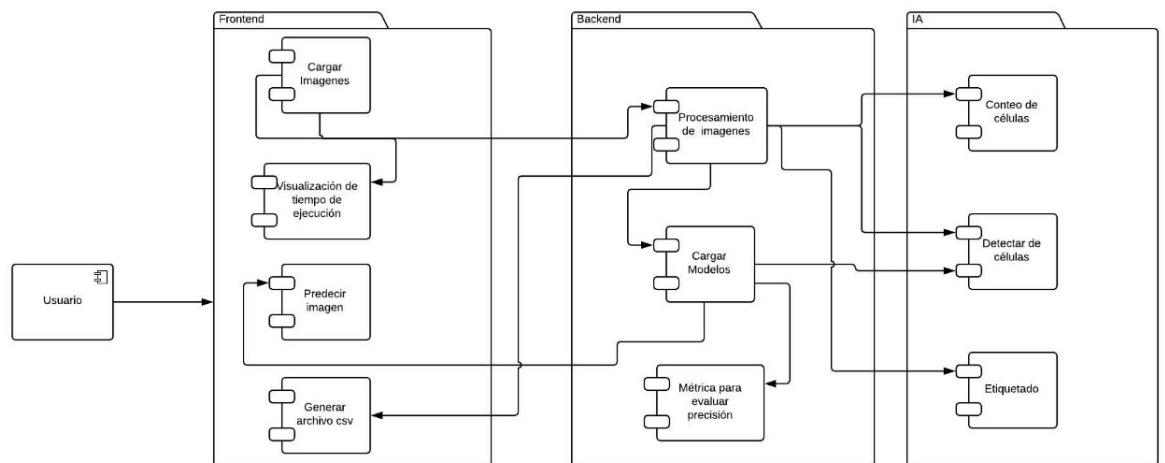 Frontend
Backend
IA
Cargar
Imagenes
Procesamiento
de imagenes
Conteo de
células
Visualización de
tiempo de
ejecución
Cargar
Modelos
Detectar de
células
Usuario
Predecir
imagen
Generar
archivo csv
Métrica para
evaluar
precisión
Etiquetado